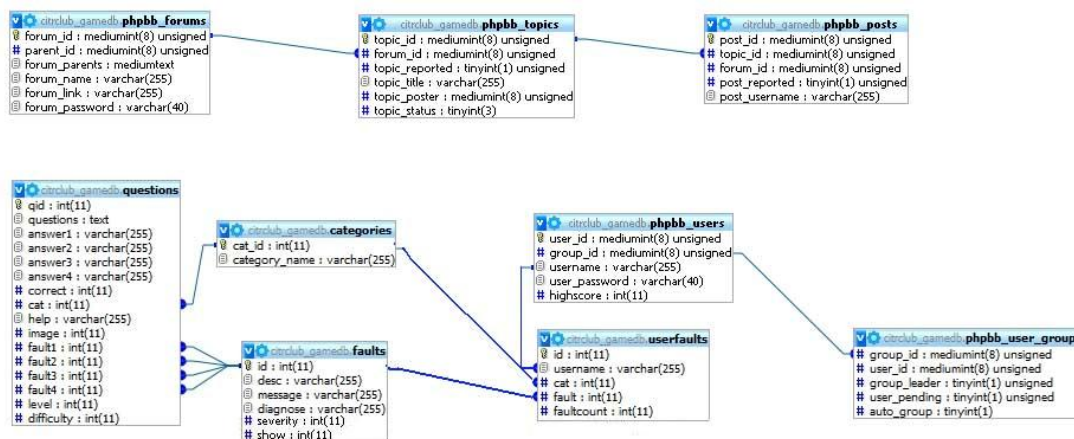 citrclub_gamedb.phpbb_forums
forum_id : mediumint(8) unsigned
# parent_id : mediumint(8) unsigned
forum_parents : mediumtext
forum_name : varchar(255)
forum_link : varchar(255)
forum_password : varchar(40)
citrclub_gamedb.phpbb_topics
topic_id : mediumint(8) unsigned
# forum_id : mediumint(8) unsigned
# topic_reported : tinyint(1) unsigned
topic_title : varchar(255)
# topic_poster : mediumint(8) unsigned
# topic_status : tinyint(3)
citrclub_gamedb.phpbb_posts
post_id : mediumint(8) unsigned
# topic_id : mediumint(8) unsigned
# forum_id : mediumint(8) unsigned
# post_reported : tinyint(1) unsigned
post_username : varchar(255)
citrclub_gamedb.questions
qid : int(11)
questions : text
answer1 : varchar(255)
answer2 : varchar(255)
answer3 : varchar(255)
answer4 : varchar(255)
# correct : int(11)
# cat : int(11)
help : varchar(255)
# image : int(11)
# fault1 : int(11)
# fault2 : int(11)
# fault3 : int(11)
# fault4 : int(11)
# level : int(11)
# difficulty : int(11)
citrclub_gamedb.categories
cat_id : int(11)
category_name : varchar(255)
citrclub_gamedb.faults
id : int(11)
desc : varchar(255)
message : varchar(255)
diagnose : varchar(255)
# severity : int(11)
# show : int(11)
citrclub_gamedb.phpbb_users
user_id : mediumint(8) unsigned
# group_id : mediumint(8) unsigned
username : varchar(255)
user_password : varchar(40)
# highscore : int(11)
citrclub_gamedb.userfaults
id : int(11)
username : varchar(255)
# cat : int(11)
# fault : int(11)
# faultcount : int(11)
citrclub_gamedb.phpbb_user_group
# group_id : mediumint(8) unsigned
# user_id : mediumint(8) unsigned
# group_leader : tinyint(1) unsigned
# user_pending : tinyint(1) unsigned
# auto_group : tinyint(1)